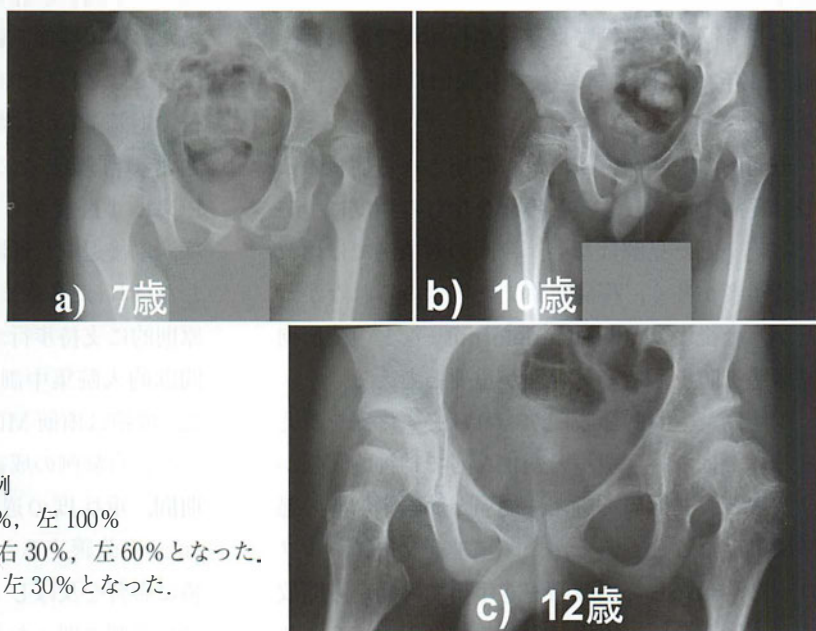 a) 7歳
b) 10歳
c) 12歳
例
%，左 100%
右 30%，左 60%となった．
左 30%となった．